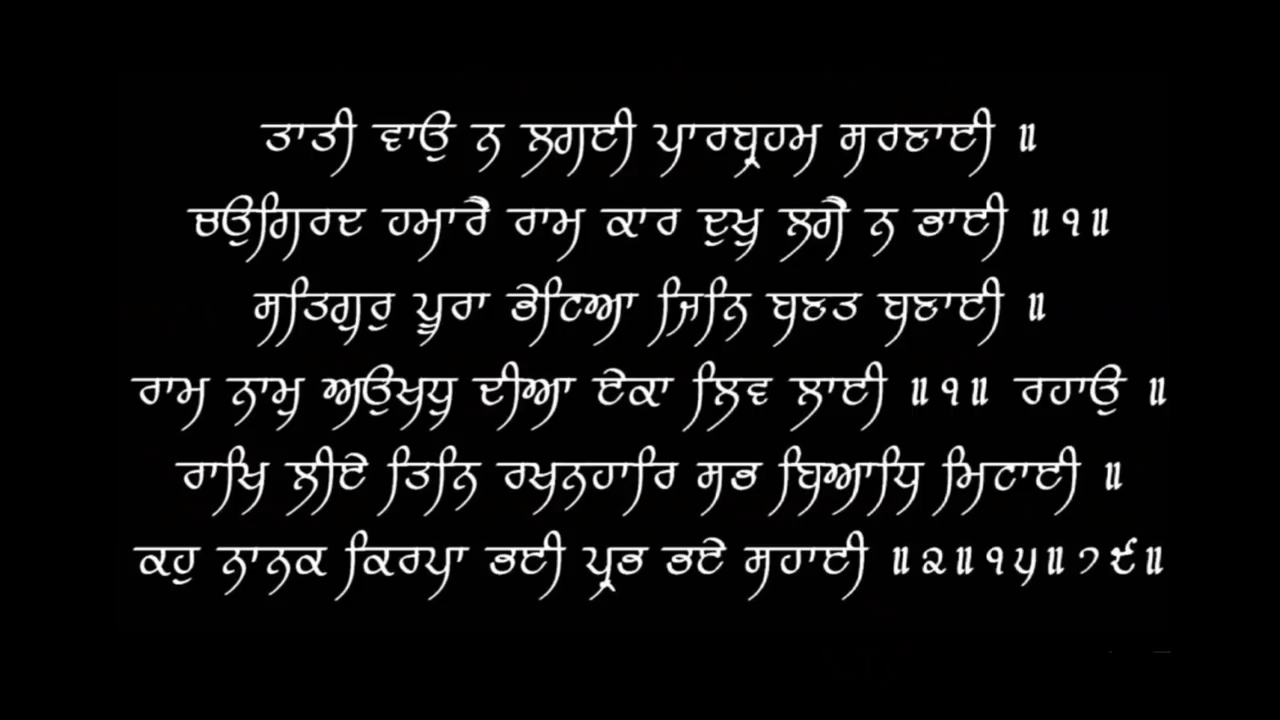 ਤਾਤੀ ਵਾਉ ਨ ਲਗਈ ਪਾਰਬ੍ਰਹਮ ਸਰਣਾਈ ॥
ਚਉਗਿਰਦ ਹਮਾਰੈ ਰਾਮ ਕਾਰ ਦੁਖੁ ਲਗੈ ਨ ਭਾਈ ॥੧॥
ਸਤਿਗੁਰੁ ਪੂਰਾ ਭੇਟਿਆ ਜਿਨਿ ਬਣਤ ਬਣਾਈ ॥
ਰਾਮ ਨਾਮੁ ਅਉਖਧੁ ਦੀਆ ਏਕਾ ਲਿਵ ਲਾਈ ॥੧॥ ਰਹਾਉ ॥
ਰਾਖਿ ਲੀਏ ਤਿਨਿ ਰਖਨਹਾਰਿ ਸਭ ਬਿਆਧਿ ਮਿਟਾਈ ॥
ਕਹੁ ਨਾਨਕ ਕਿਰਪਾ ਭਈ ਪ੍ਰਭ ਭਏ ਸਹਾਈ ॥੨॥੧੫॥੭੯॥